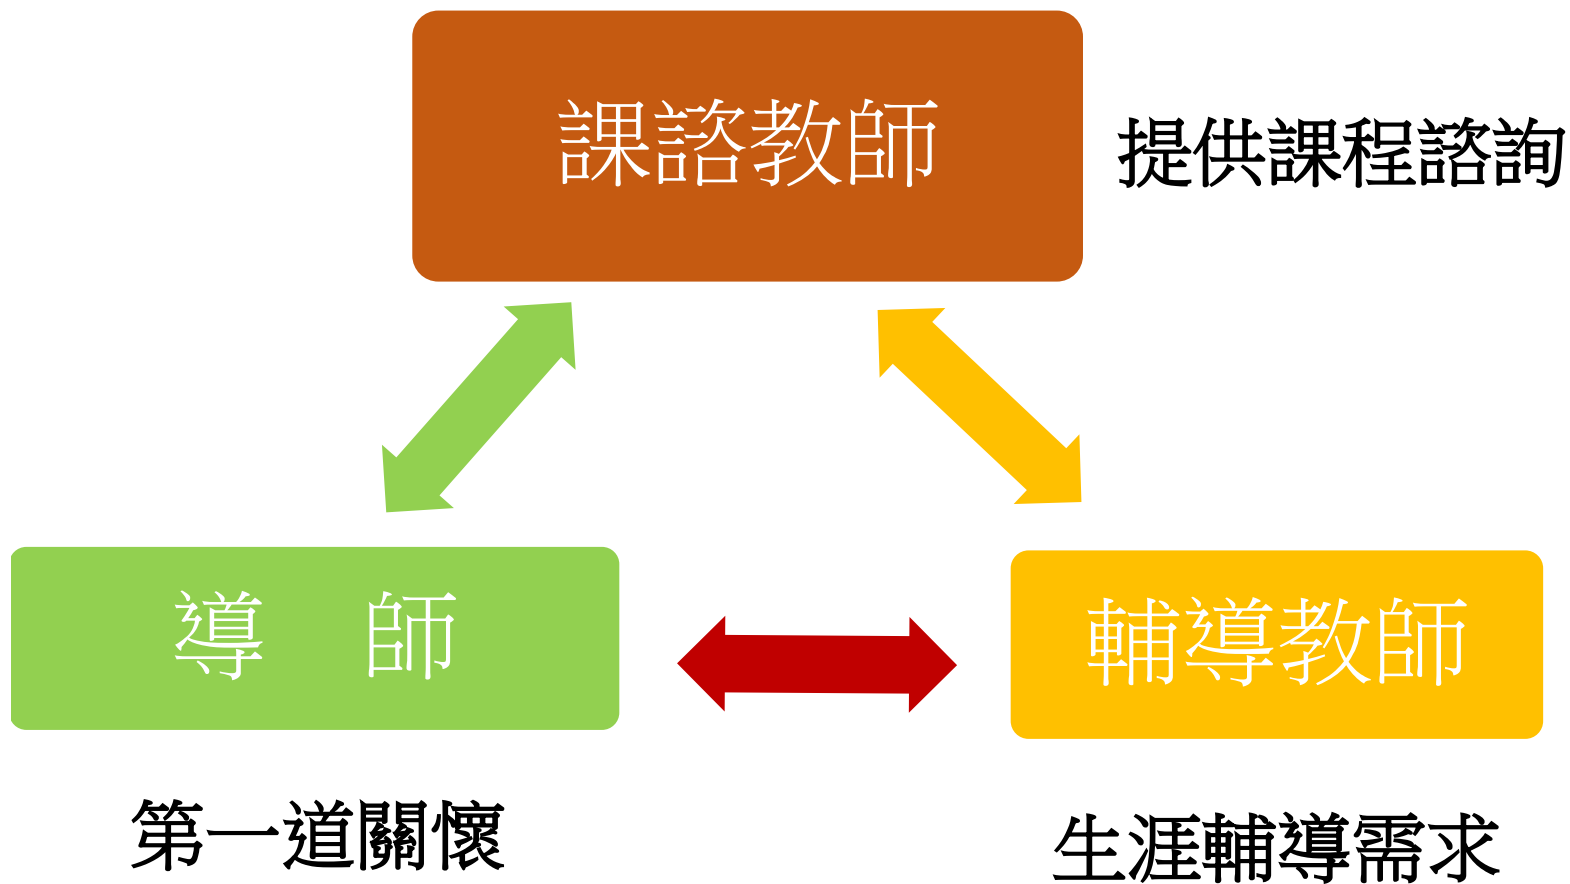 課諮教師
提供課程諮詢
導 師
輔導教師
第一道關懷
生涯輔導需求